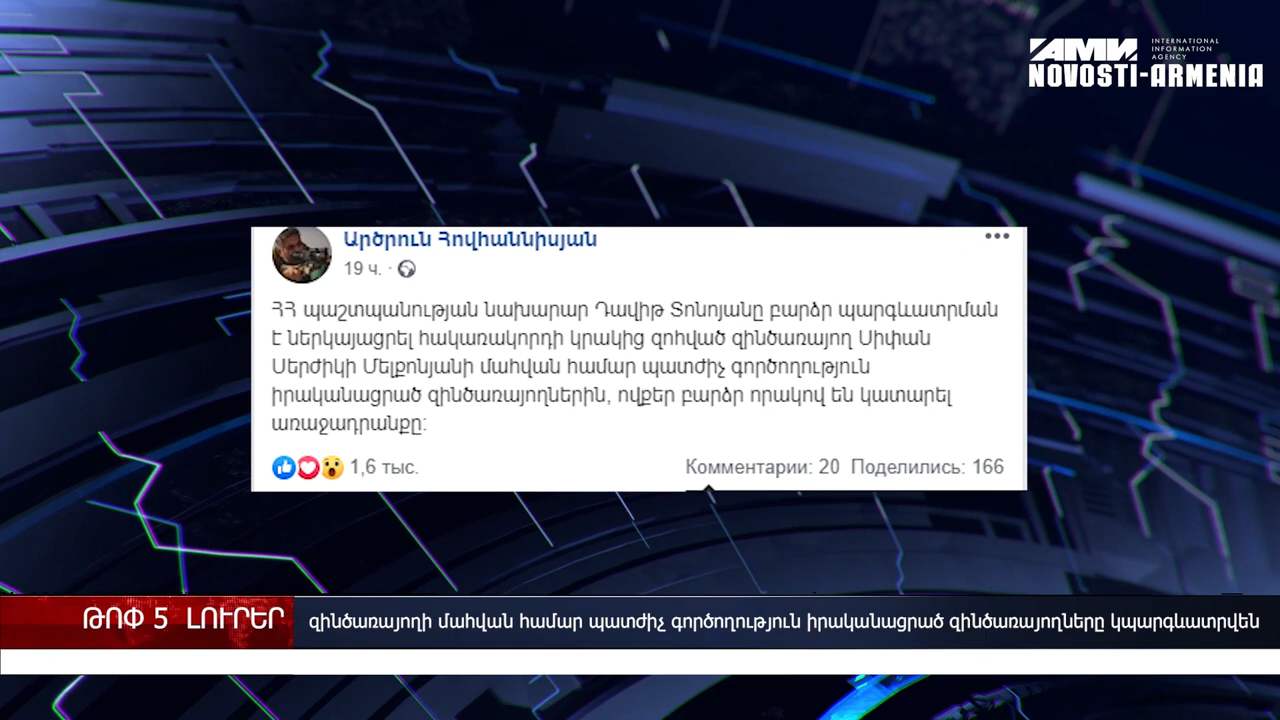 АМИ INTERNATIONAL
INFORMATION
AGENCY
NOVOSTI-ARMENIA
Արծրուն Հովհաննիսյան
19 ч. ·
ՀՀ պաշտպանության նախարար Դավիթ Տոնոյանը բարձր պարգևատրման
է ներկայացրել հակառակորդի կրակից զոհված զինծառայող Սիփան
Սերժիկի Մելքոնյանի մահվան համար պատժիչ գործողություն
իրականացրած զինծառայողներին, ովքեր բարձր որակով են կատարել
առաջադրանքը:
1,6 тыс.
Комментарии: 20 Поделились: 166
ԹՈՓ 5 ԼՈՒՐԵՐ
զինծառայողի մահվան համար պատժիչ գործողություն իրականացրած զինծառայողները կպարգևատրվեն